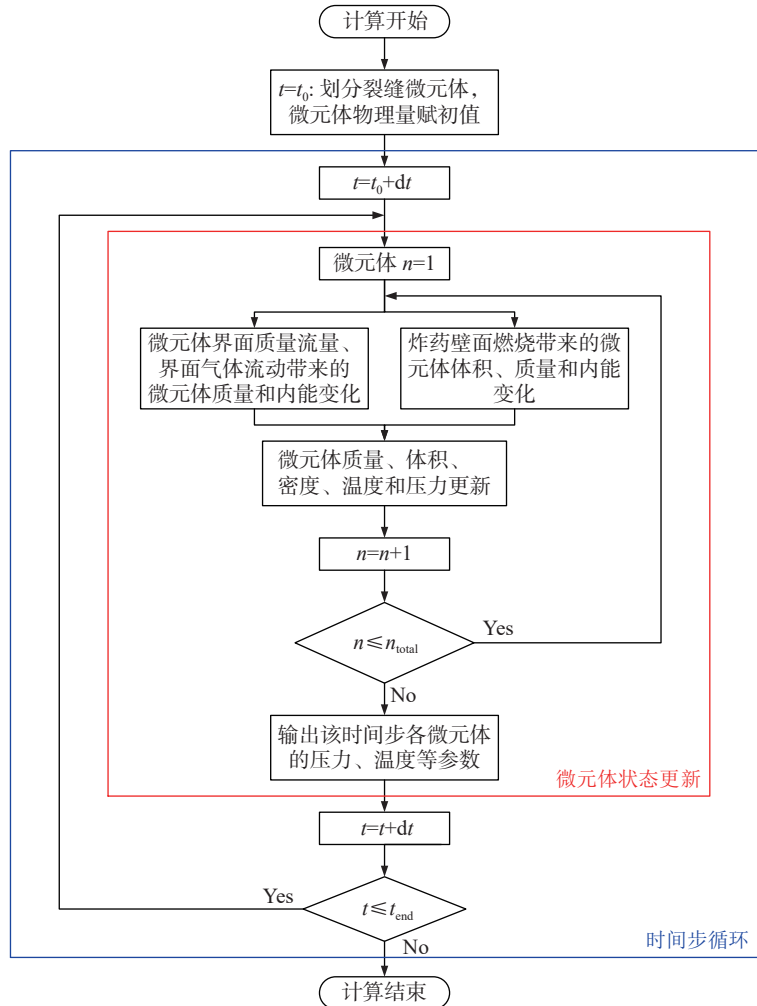 计算开始
t=t₀: 划分裂缝微元体，
微元体物理量赋初值
t=t₀+dt
微元体 n=1
微元体界面质量流量、
界面气体流动带来的
微元体质量和内能变化
炸药壁面燃烧带来的微
元体体积、质量和内能
变化
微元体质量、体积、
密度、温度和压力更新
n=n+1
n≤n_total
Yes
No
输出该时间步各微元体
的压力、温度等参数
微元体状态更新
t=t+dt
Yes
t≤t_end
时间步循环
No
计算结束